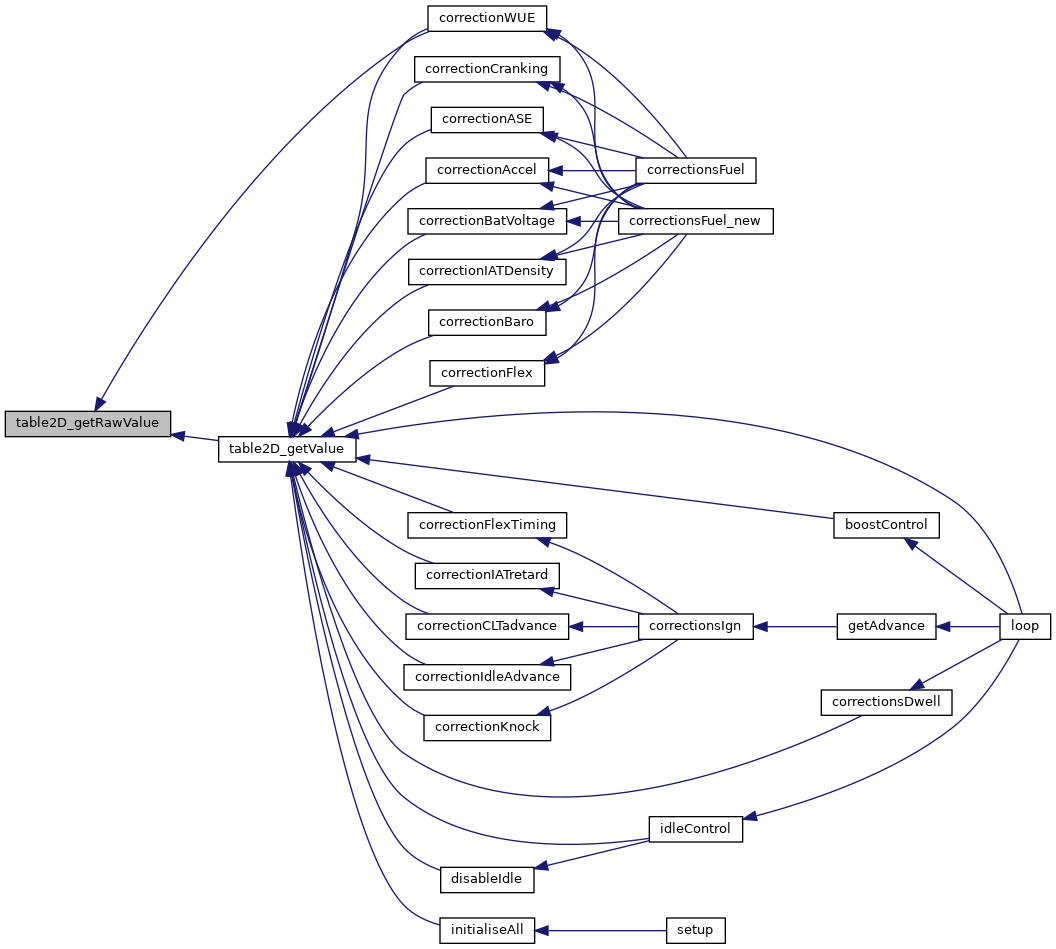 correctionWUE
correctionCranking
correctionASE
correctionAccel
correctionsFuel
correctionBatVoltage
correctionsFuel_new
correctionIATDensity
correctionBaro
correctionFlex
table2D_getRawValue
table2D_getValue
correctionFlexTiming
boostControl
correctionIATretard
correctionCLTadvance
correctionsIgn
getAdvance
loop
correctionIdleAdvance
correctionsDwell
correctionKnock
idleControl
disableIdle
initialiseAll
setup